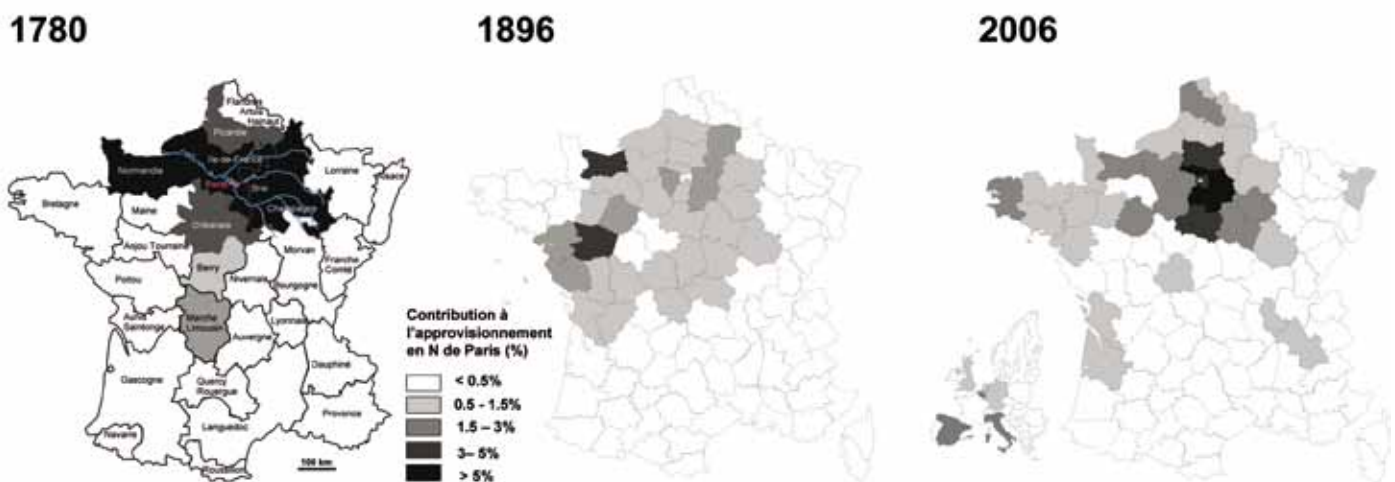 1780
1896
2006
Flandres
Artois
Hainaut
Picardie
Normandie
Ile-de-France
Paris
Brie
Champagne
Lorraine
Alsace
Bretagne
Maine
Orléanais
Anjou Touraine
Morvan
Berry
Franche
Comté
Poitou
Nivernais
Bourgogne
Aunis
Saintonge
Marche
Limousin
Lyonnais
Auvergne
Dauphiné
Gascogne
Quercy
Rouergue
Provence
Languedoc
Navarre
Roussillon
100 km
Contribution à
l'approvisionnement
en N de Paris (%)
< 0.5%
0.5 - 1.5%
1.5 – 3%
3– 5%
> 5%